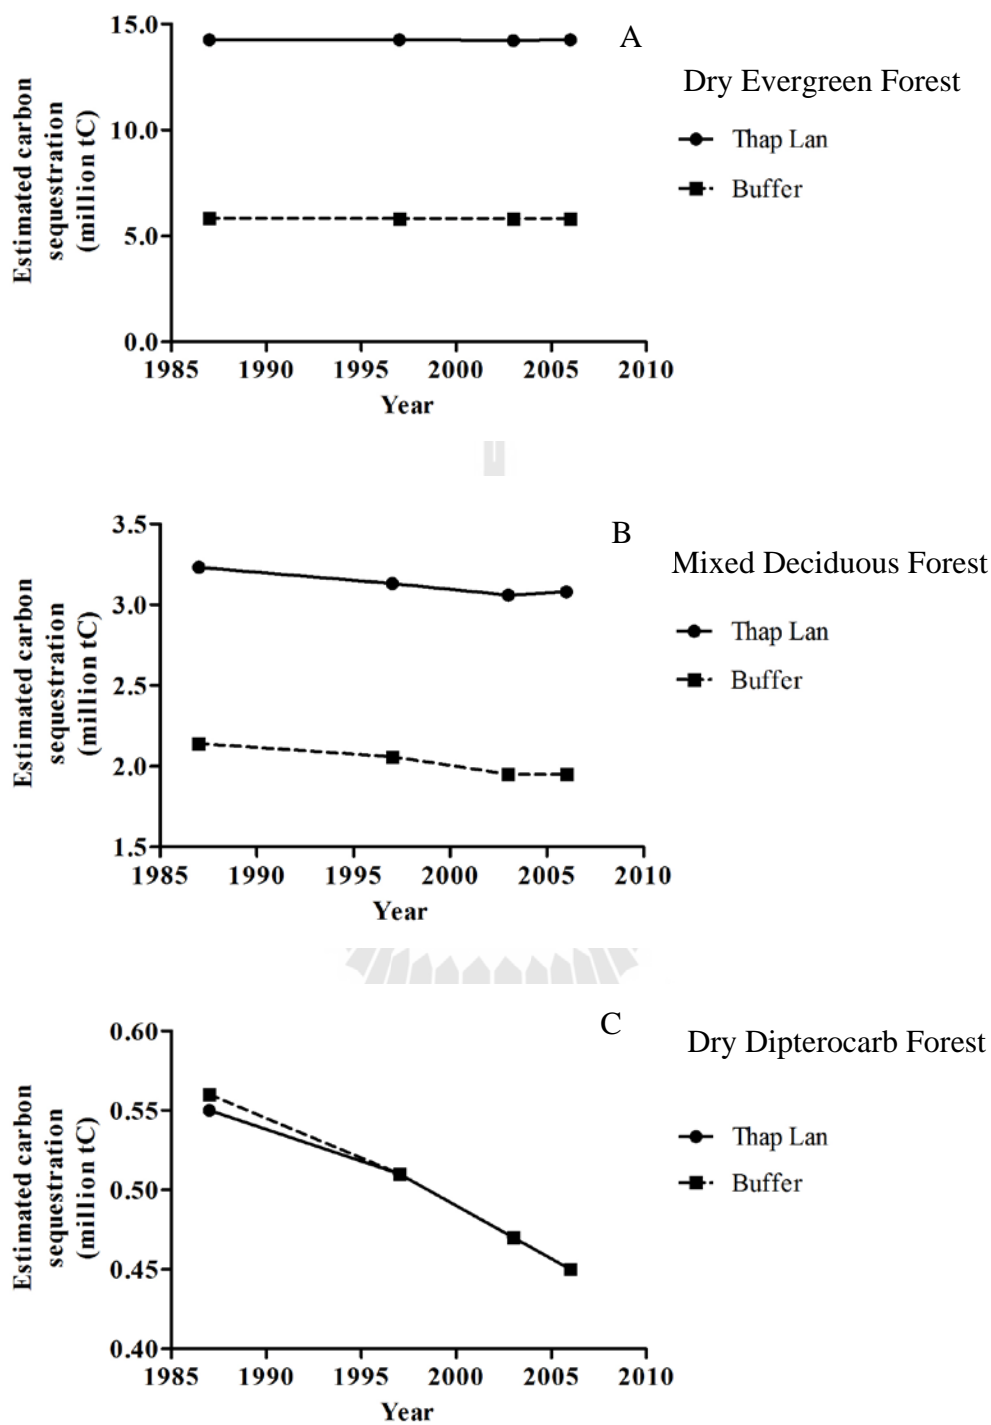 15.0
A
Dry Evergreen Forest
Thap Lan
Buffer
10.0
5.0
0.0
Estimated carbon
sequestration
(million tC)
1985 1990 1995 2000 2005 2010
Year
3.5
B
Mixed Deciduous Forest
Thap Lan
Buffer
3.0
2.5
2.0
1.5
Estimated carbon
sequestration
(million tC)
1985 1990 1995 2000 2005 2010
Year
0.60
C
Dry Dipterocarb Forest
Thap Lan
Buffer
0.55
0.50
0.45
0.40
Estimated carbon
sequestration
(million tC)
1985 1990 1995 2000 2005 2010
Year